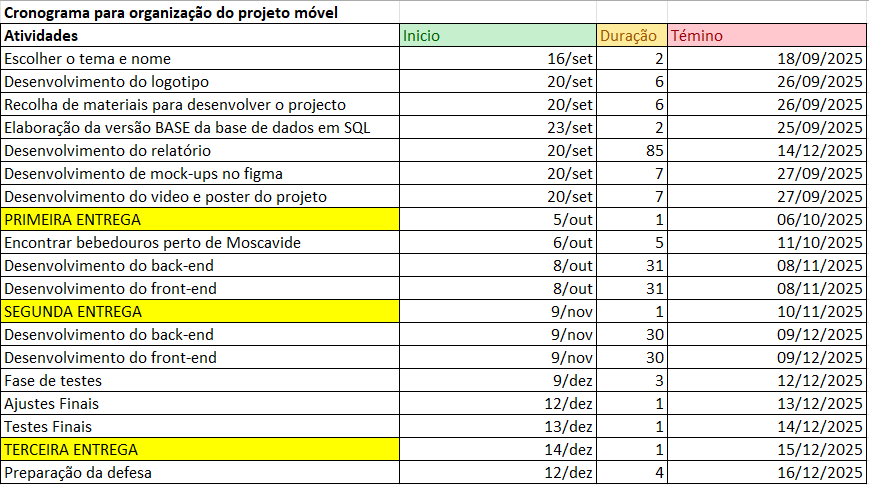 Cronograma para organização do projeto móvel
Atividades Inicio Duração Témino
Escolher o tema e nome 16/set 2 18/09/2025
Desenvolvimento do logotipo 20/set 6 26/09/2025
Recolha de materiais para desenvolver o projecto 20/set 6 26/09/2025
Elaboração da versão BASE da base de dados em SQL 23/set 2 25/09/2025
Desenvolvimento do relatório 20/set 85 14/12/2025
Desenvolvimento de mock-ups no figma 20/set 7 27/09/2025
Desenvolvimento do video e poster do projeto 20/set 7 27/09/2025
PRIMEIRA ENTREGA 5/out 1 06/10/2025
Encontrar bebedouros perto de Moscavide 6/out 5 11/10/2025
Desenvolvimento do back-end 8/out 31 08/11/2025
Desenvolvimento do front-end 8/out 31 08/11/2025
SEGUNDA ENTREGA 9/nov 1 10/11/2025
Desenvolvimento do back-end 9/nov 30 09/12/2025
Desenvolvimento do front-end 9/nov 30 09/12/2025
Fase de testes 9/dez 3 12/12/2025
Ajustes Finais 12/dez 1 13/12/2025
Testes Finais 13/dez 1 14/12/2025
TERCEIRA ENTREGA 14/dez 1 15/12/2025
Preparação da defesa 12/dez 4 16/12/2025